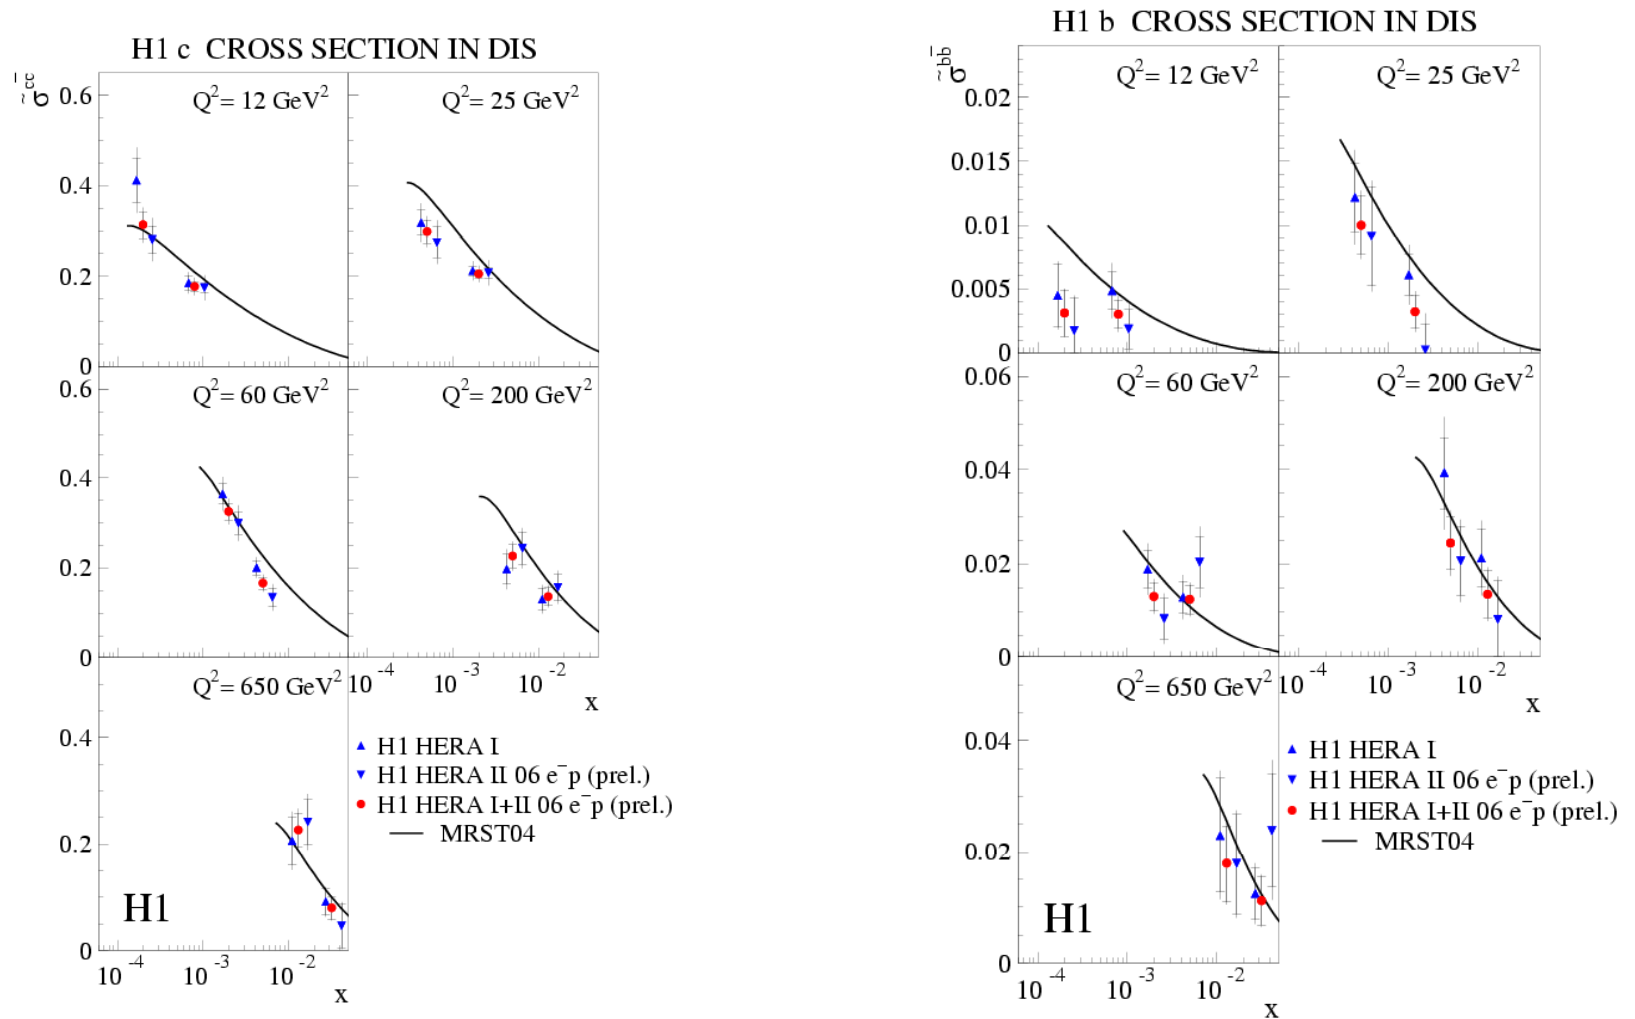 H1 c CROSS SECTION IN DIS
σ̃^cc̄
Q²= 12 GeV²
Q²= 25 GeV²
0.6
0.4
0.2
0
Q²= 60 GeV²
Q²= 200 GeV²
0.6
0.4
0.2
0
Q²= 650 GeV²
10⁻⁴ 10⁻³ 10⁻²
x
0.4
0.2
0
H1
10⁻⁴ 10⁻³ 10⁻²
x
H1 HERA I
H1 HERA II 06 e⁻p (prel.)
H1 HERA I+II 06 e⁻p (prel.)
MRST04
H1 b CROSS SECTION IN DIS
σ̃^bb̄
Q²= 12 GeV²
Q²= 25 GeV²
0.02
0.015
0.01
0.005
0
Q²= 60 GeV²
Q²= 200 GeV²
0.06
0.04
0.02
0
Q²= 650 GeV²
10⁻⁴ 10⁻³ 10⁻²
x
0.04
0.02
0
H1
10⁻⁴ 10⁻³ 10⁻²
x
H1 HERA I
H1 HERA II 06 e⁻p (prel.)
H1 HERA I+II 06 e⁻p (prel.)
MRST04